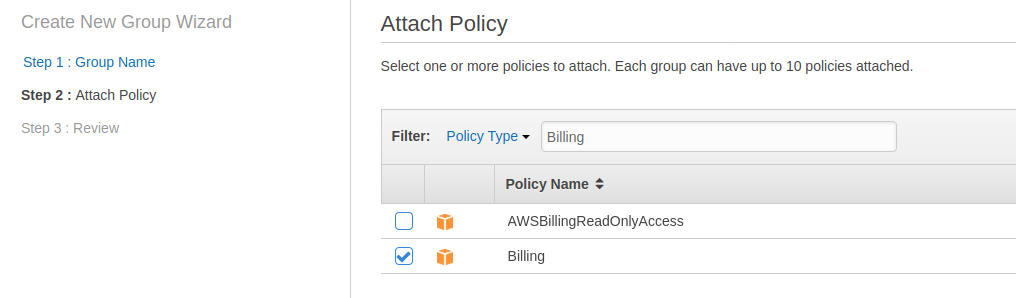 Create New Group Wizard
Step 1 : Group Name
Step 2 : Attach Policy
Step 3 : Review
Attach Policy
Select one or more policies to attach. Each group can have up to 10 policies attached.
Filter: Policy Type Billing
Policy Name
AWSBillingReadOnlyAccess
Billing